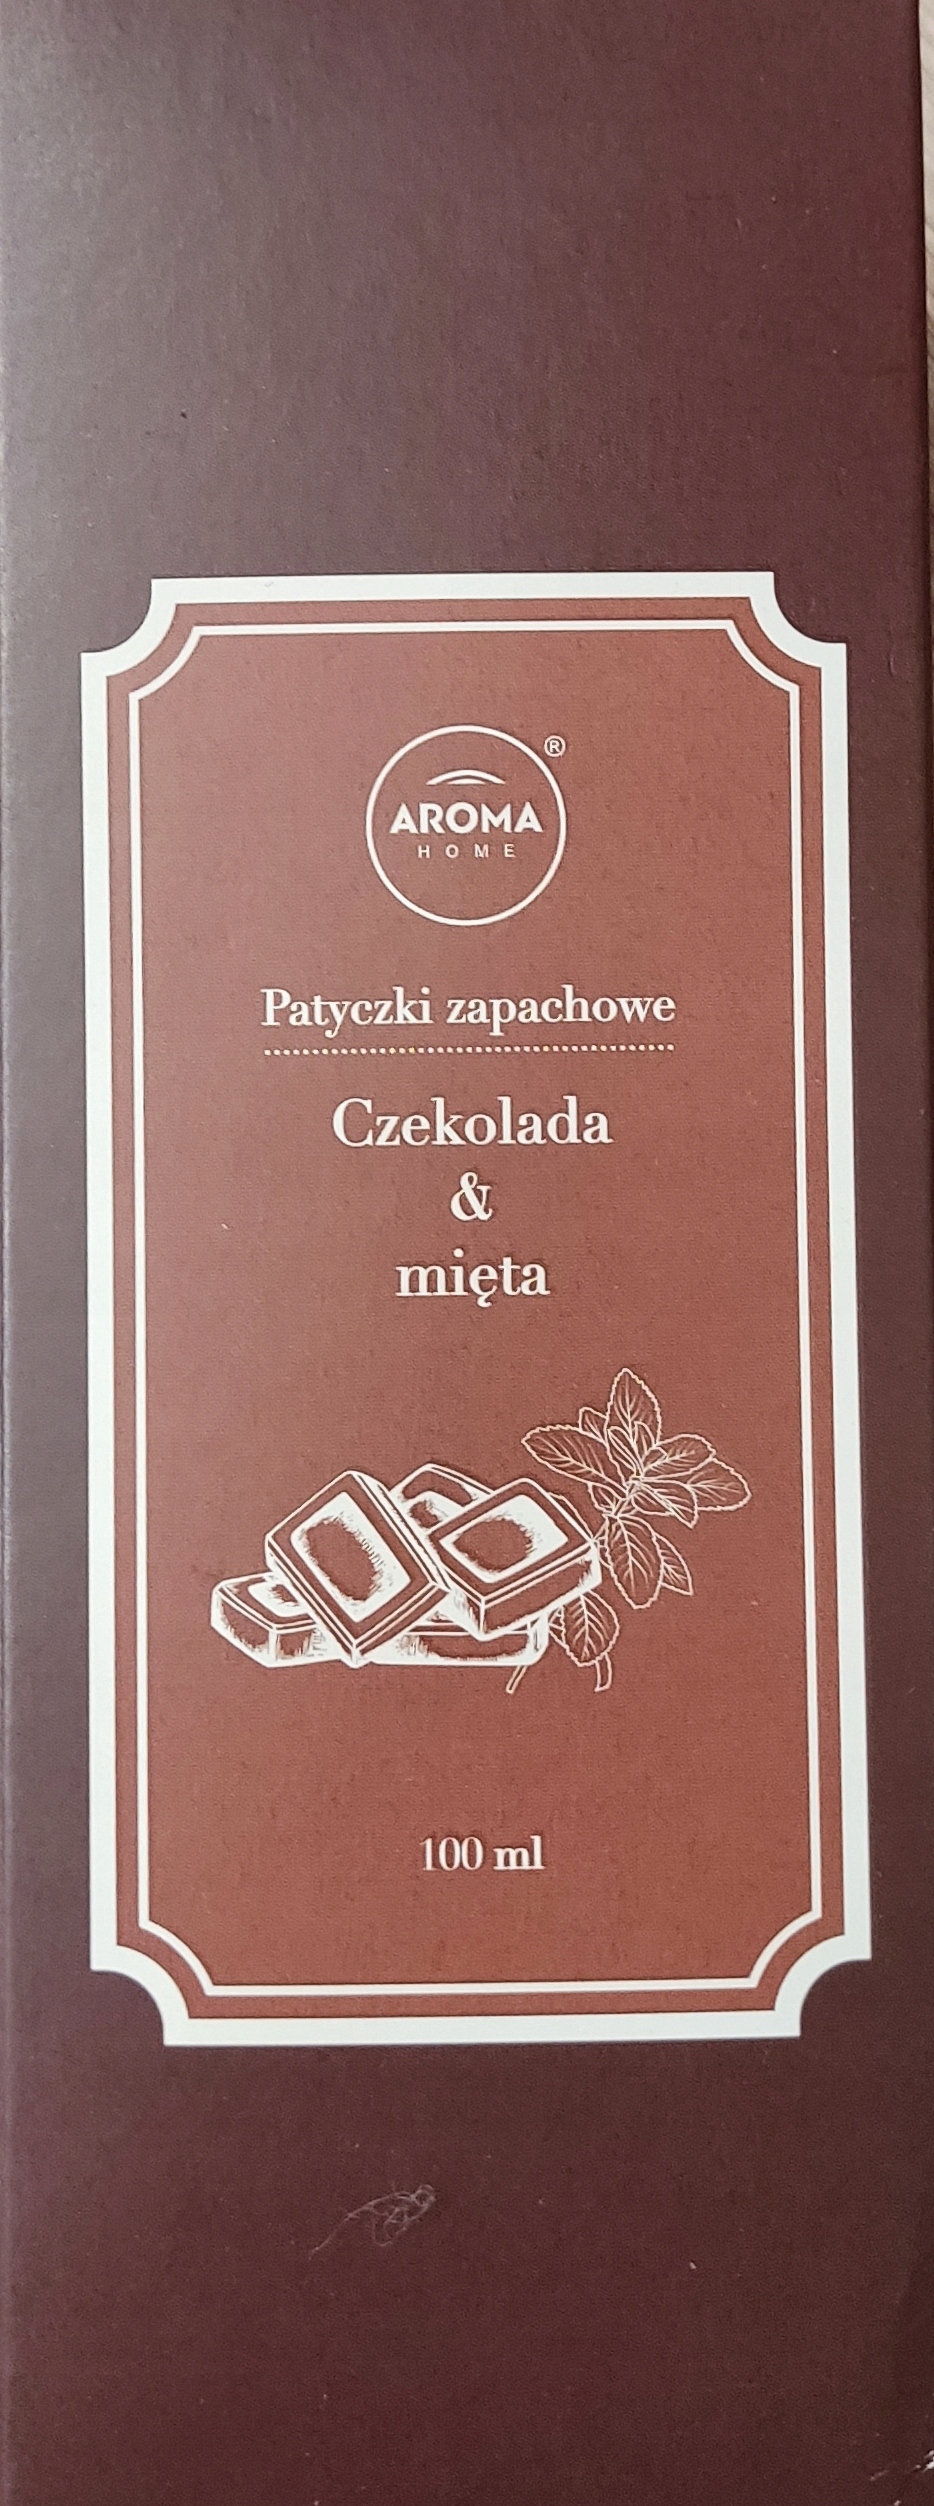 AROMA
HOME
®
Patyczki zapachowe
Czekolada
&
mięta
100 ml